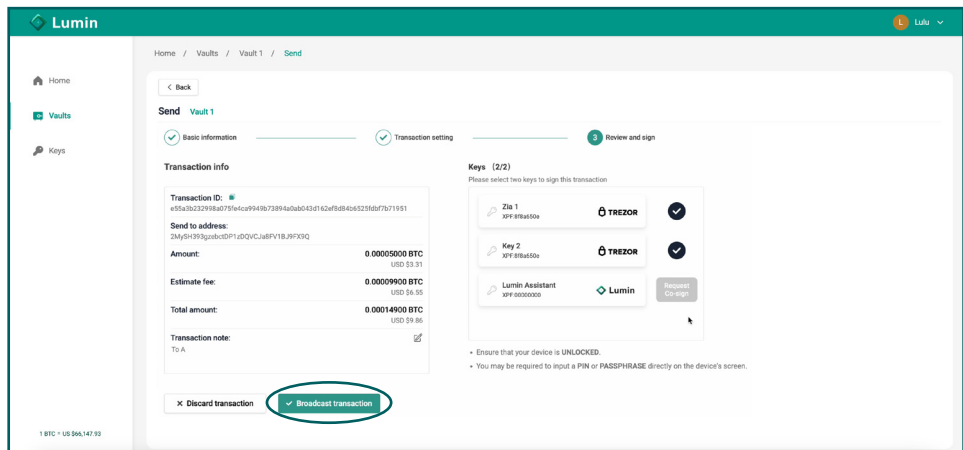 Lumin
L Lulu
Home / Vaults / Vault 1 / Send
Home
Vaults
Keys
Back
Send Vault 1
Basic information
Transaction setting
3 Review and sign
Transaction info
Transaction ID:
e55a3b232998a075fe4ca9949b73894a0ab043d162ef8d84b6525fdbf7b71951
Send to address:
2MySH393gzebctDP1zDQVCJa8FV1BJ9FX9Q
Amount: 0.00005000 BTC
USD $3.31
Estimate fee: 0.00009900 BTC
USD $6.55
Total amount: 0.00014900 BTC
USD $9.86
Transaction note:
To A
Keys (2/2)
Please select two keys to sign this transaction
Zia 1
XPF:8f8a650e
TREZOR
Key 2
XPF:8f8a650e
TREZOR
Lumin Assistant
XPF:00000000
Lumin
Request
Co-sign
• Ensure that your device is UNLOCKED.
• You may be required to input a PIN or PASSPHRASE directly on the device's screen.
Discard transaction
Broadcast transaction
1 BTC = US $66,147.93